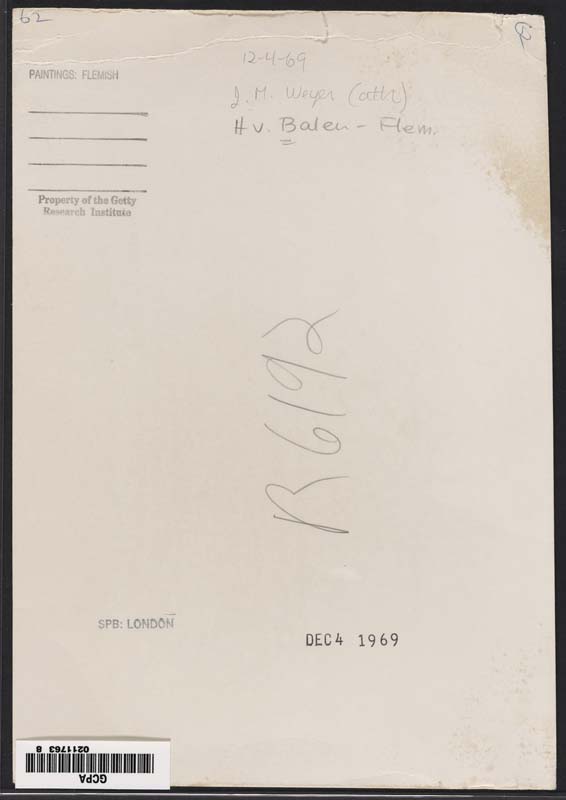 62
PAINTINGS: FLEMISH
12-4-69
J. M. Weyer (attr)
H v. Balen - Flem.
Property of the Getty
Research Institute
R6192
SPB: LONDON
DEC 4 1969
0211763 8
GCPA